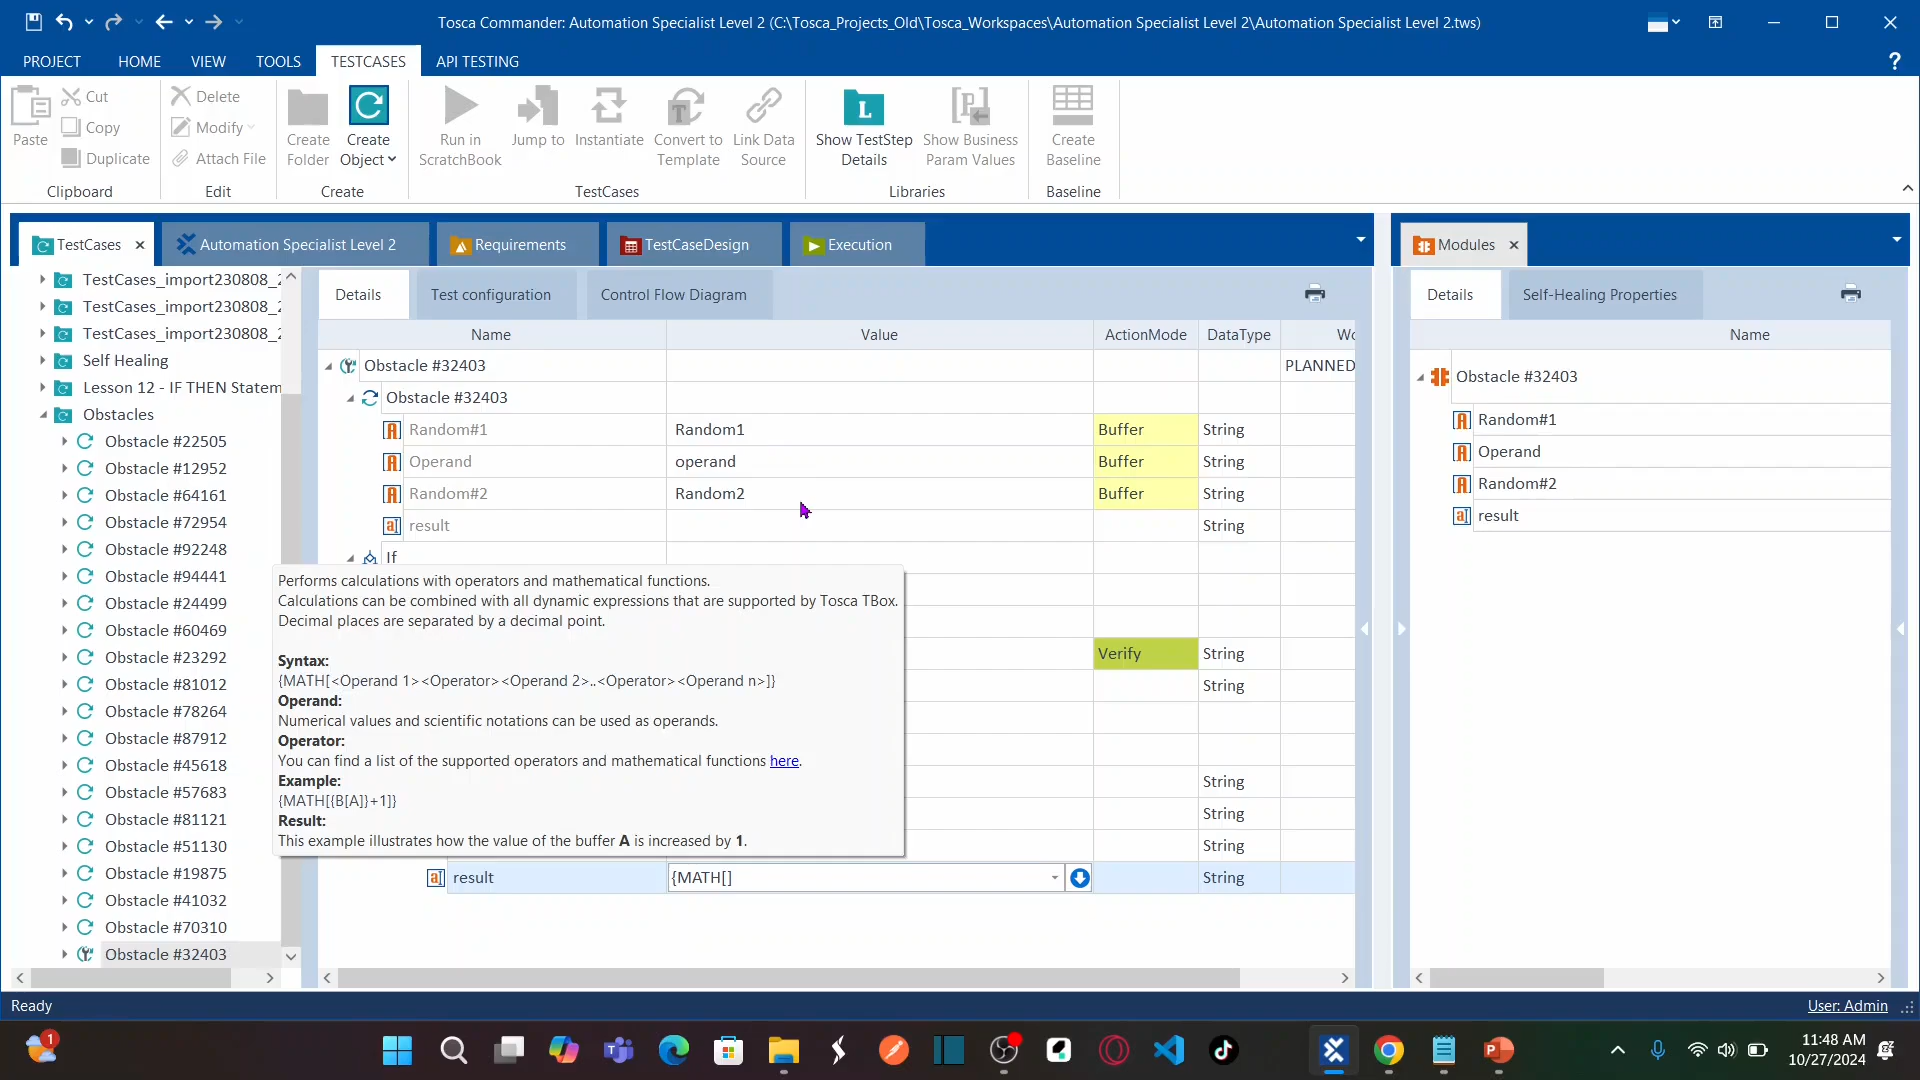 Tosca Commander: Automation Specialist Level 2 (C:\Tosca_Projects_Old\Tosca_Workspaces\Automation Specialist Level 2\Automation Specialist Level 2.tws)
PROJECT HOME VIEW TOOLS TESTCASES API TESTING ?
Paste
Cut
Copy
Duplicate
Clipboard
Delete
Modify
Attach File
Edit
Create Folder
Create Object
Create
Run in ScratchBook
Jump to
Instantiate
Convert to Template
Link Data Source
TestCases
Show TestStep Details
Show Business Param Values
Libraries
Create Baseline
Baseline
TestCases Automation Specialist Level 2 Requirements TestCaseDesign Execution Modules
TestCases_import230808_2
TestCases_import230808_2
TestCases_import230808_2
Self Healing
Lesson 12 - IF THEN Statem
Obstacles
Obstacle #22505
Obstacle #12952
Obstacle #64161
Obstacle #72954
Obstacle #92248
Obstacle #94441
Obstacle #24499
Obstacle #60469
Obstacle #23292
Obstacle #81012
Obstacle #78264
Obstacle #87912
Obstacle #45618
Obstacle #57683
Obstacle #81121
Obstacle #51130
Obstacle #19875
Obstacle #41032
Obstacle #70310
Obstacle #32403
Details Test configuration Control Flow Diagram
Name Value ActionMode DataType Wo
Obstacle #32403 PLANNED
Obstacle #32403
Random#1 Random1 Buffer String
Operand operand Buffer String
Random#2 Random2 Buffer String
result String
If
Verify String
String
String
String
String
result {MATH[] String
Performs calculations with operators and mathematical functions.
Calculations can be combined with all dynamic expressions that are supported by Tosca TBox.
Decimal places are separated by a decimal point.
Syntax:
{MATH[<Operand 1><Operator><Operand 2>..<Operator><Operand n>]}
Operand:
Numerical values and scientific notations can be used as operands.
Operator:
You can find a list of the supported operators and mathematical functions here.
Example:
{MATH[{B[A]}+1]}
Result:
This example illustrates how the value of the buffer A is increased by 1.
Details Self-Healing Properties
Name
Obstacle #32403
Random#1
Operand
Random#2
result
Ready User: Admin
1
11:48 AM
10/27/2024